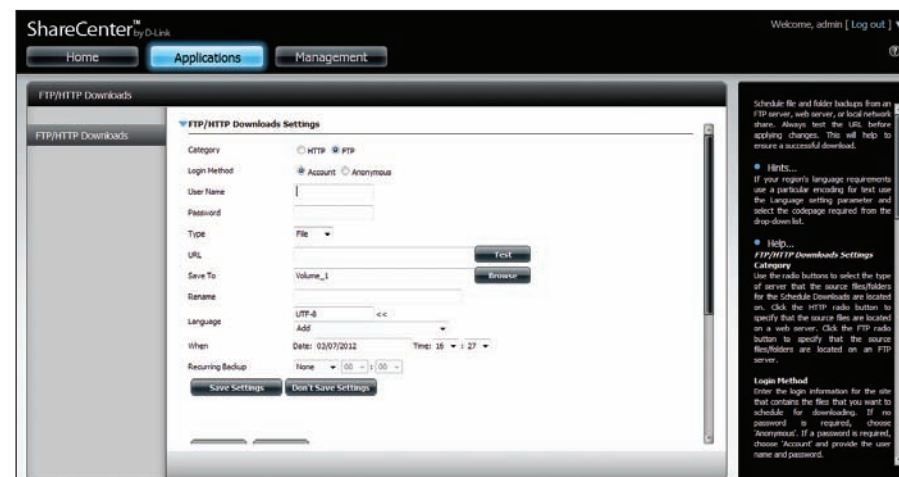 ShareCenter™ by D-Link
Welcome, admin [ Log out ]
Home
Applications
Management
FTP/HTTP Downloads
FTP/HTTP Downloads
FTP/HTTP Downloads Settings
Category
HTTP
FTP
Login Method
Account
Anonymous
User Name
Password
Type
File
URL
Test
Save To
Volume_1
Browse
Rename
Language
UTF-8
<<
Add
When
Date: 03/07/2012
Time: 16 : 27
Recurring Backup
None 00 : 00
Save Settings
Don't Save Settings
Schedule file and folder backups from an
FTP server, web server, or local network
share. Always test the URL before
applying changes. This will help to
ensure a successful download.
Hints...
If your region's language requirements
use a particular encoding for text use
the Language setting parameter and
select the codepage required from the
drop-down list.
Help...
FTP/HTTP Downloads Settings
Category
Use the radio buttons to select the type
of server that the source files/folders
for the Schedule Downloads are located
on. Click the HTTP radio button to
specify that the source files are located
on a web server. Click the FTP radio
button to specify that the source
files/folders are located on an FTP
server.
Login Method
Enter the login information for the site
that contains the files that you want to
schedule for downloading. If no
password is required, choose
'Anonymous'. If a password is required,
choose 'Account' and provide the user
name and password.